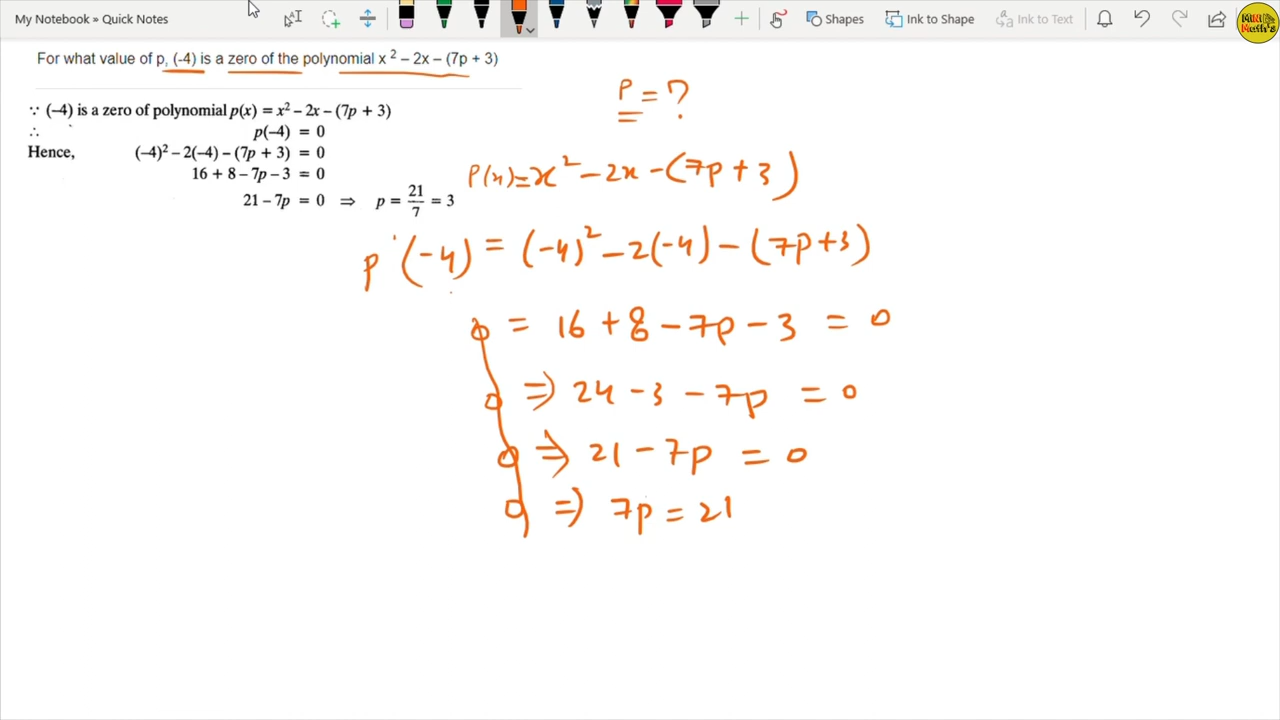 My Notebook » Quick Notes
Shapes
Ink to Shape
Ink to Text
For what value of p, (-4) is a zero of the polynomial x ² – 2x – (7p + 3)
∵ (–4) is a zero of polynomial p(x) = x² – 2x – (7p + 3)
∴ p(–4) = 0
Hence, (–4)² – 2(–4) – (7p + 3) = 0
16 + 8 – 7p – 3 = 0
21 – 7p = 0 ⇒ p = 21/7 = 3
P = ?
P(x) = x² – 2x – (7p + 3)
p (-4) = (-4)² – 2(-4) – (7p+3)
0 = 16 + 8 – 7p – 3 = 0
0 ⇒ 24 – 3 – 7p = 0
0 ⇒ 21 – 7p = 0
0 ⇒ 7p = 21